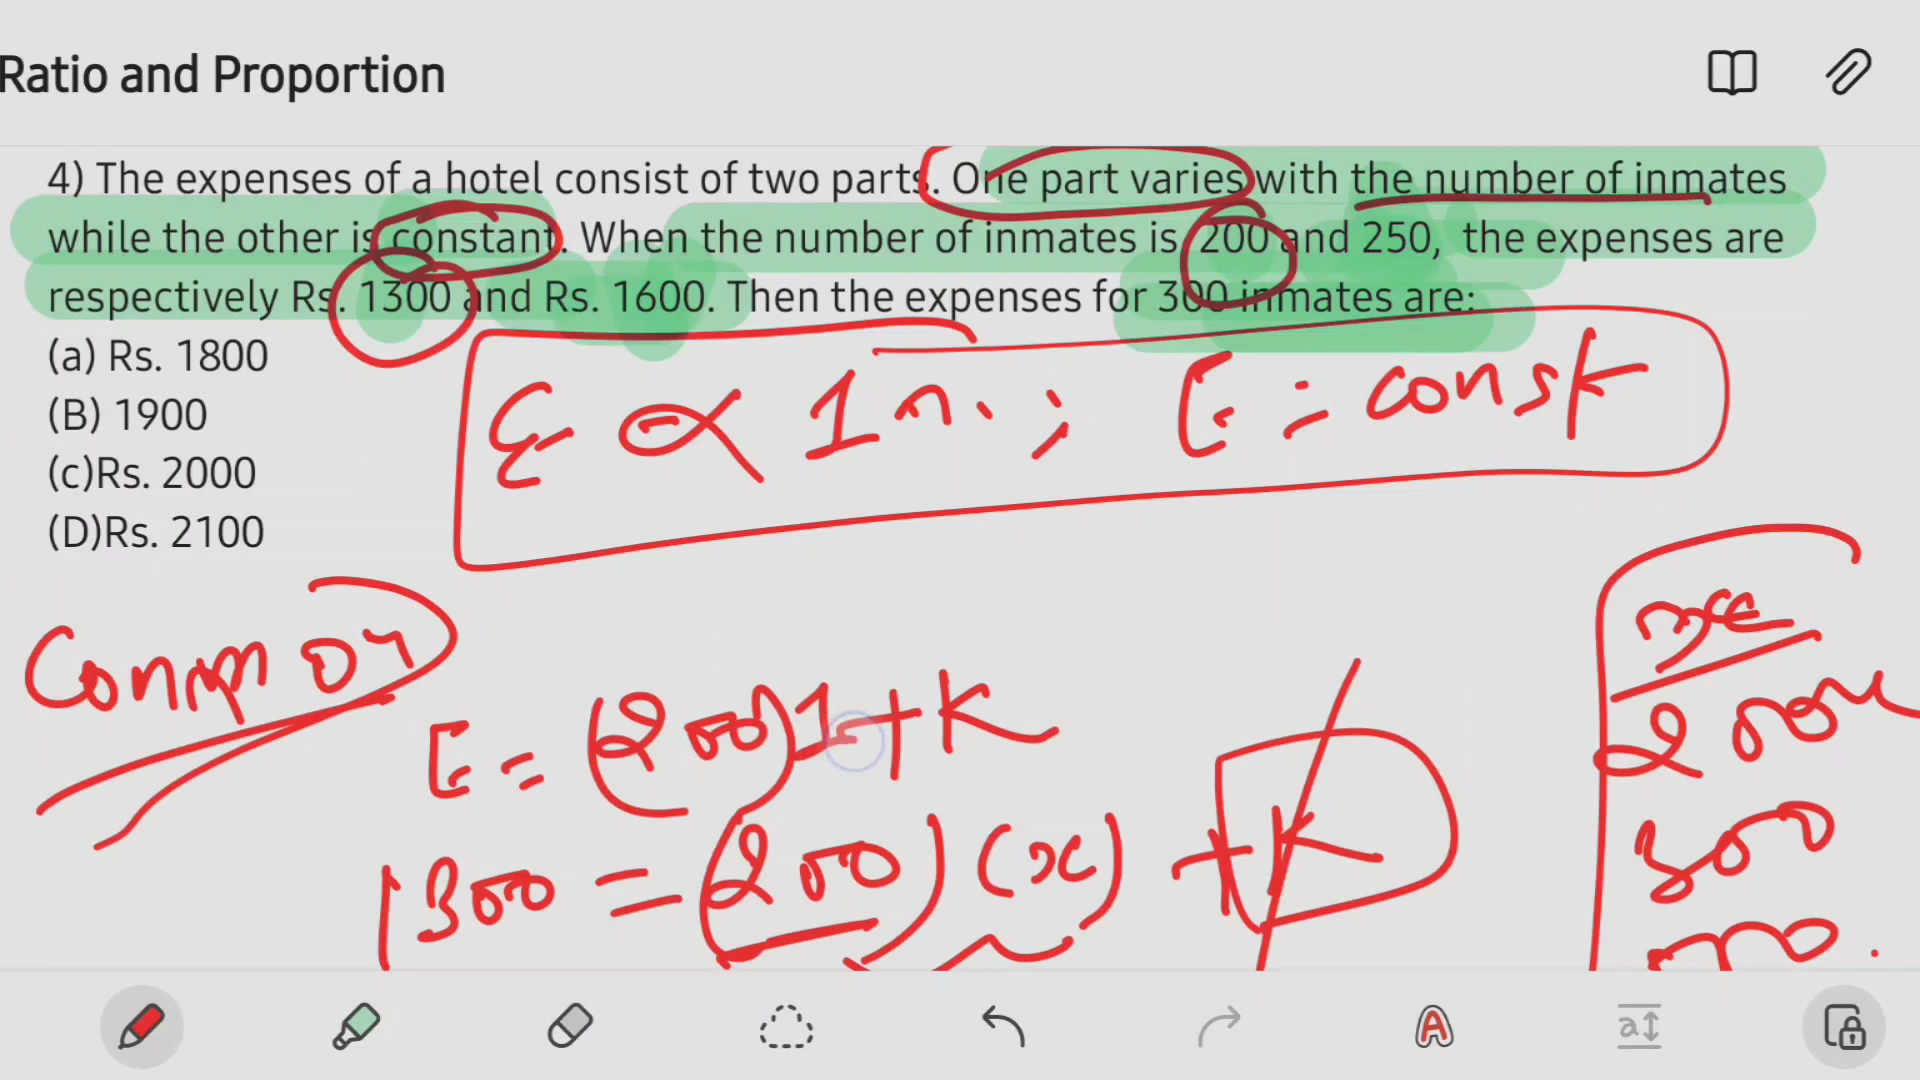 Ratio and Proportion
4) The expenses of a hotel consist of two parts. One part varies with the number of inmates
while the other is constant. When the number of inmates is 200 and 250, the expenses are
respectively Rs. 1300 and Rs. 1600. Then the expenses for 300 inmates are:
(a) Rs. 1800
(B) 1900
(c)Rs. 2000
(D)Rs. 2100
E ∝ In. ; E = const
E = (200)I + K
1300 = (200)(x) + K
200
300